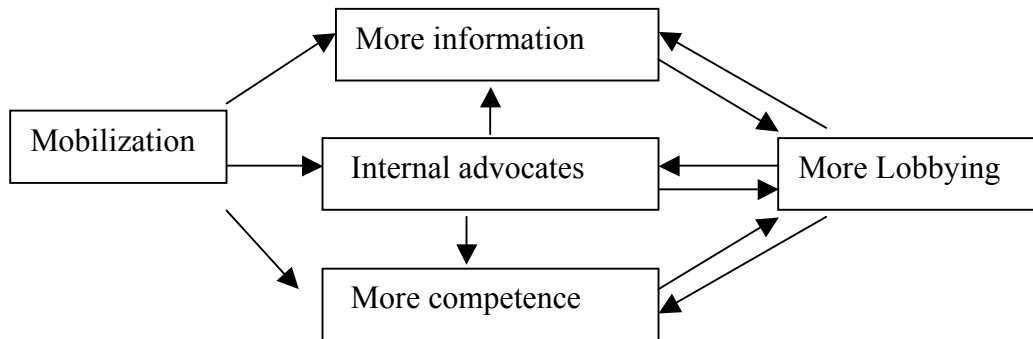 More information
Mobilization
Internal advocates
More Lobbying
More competence